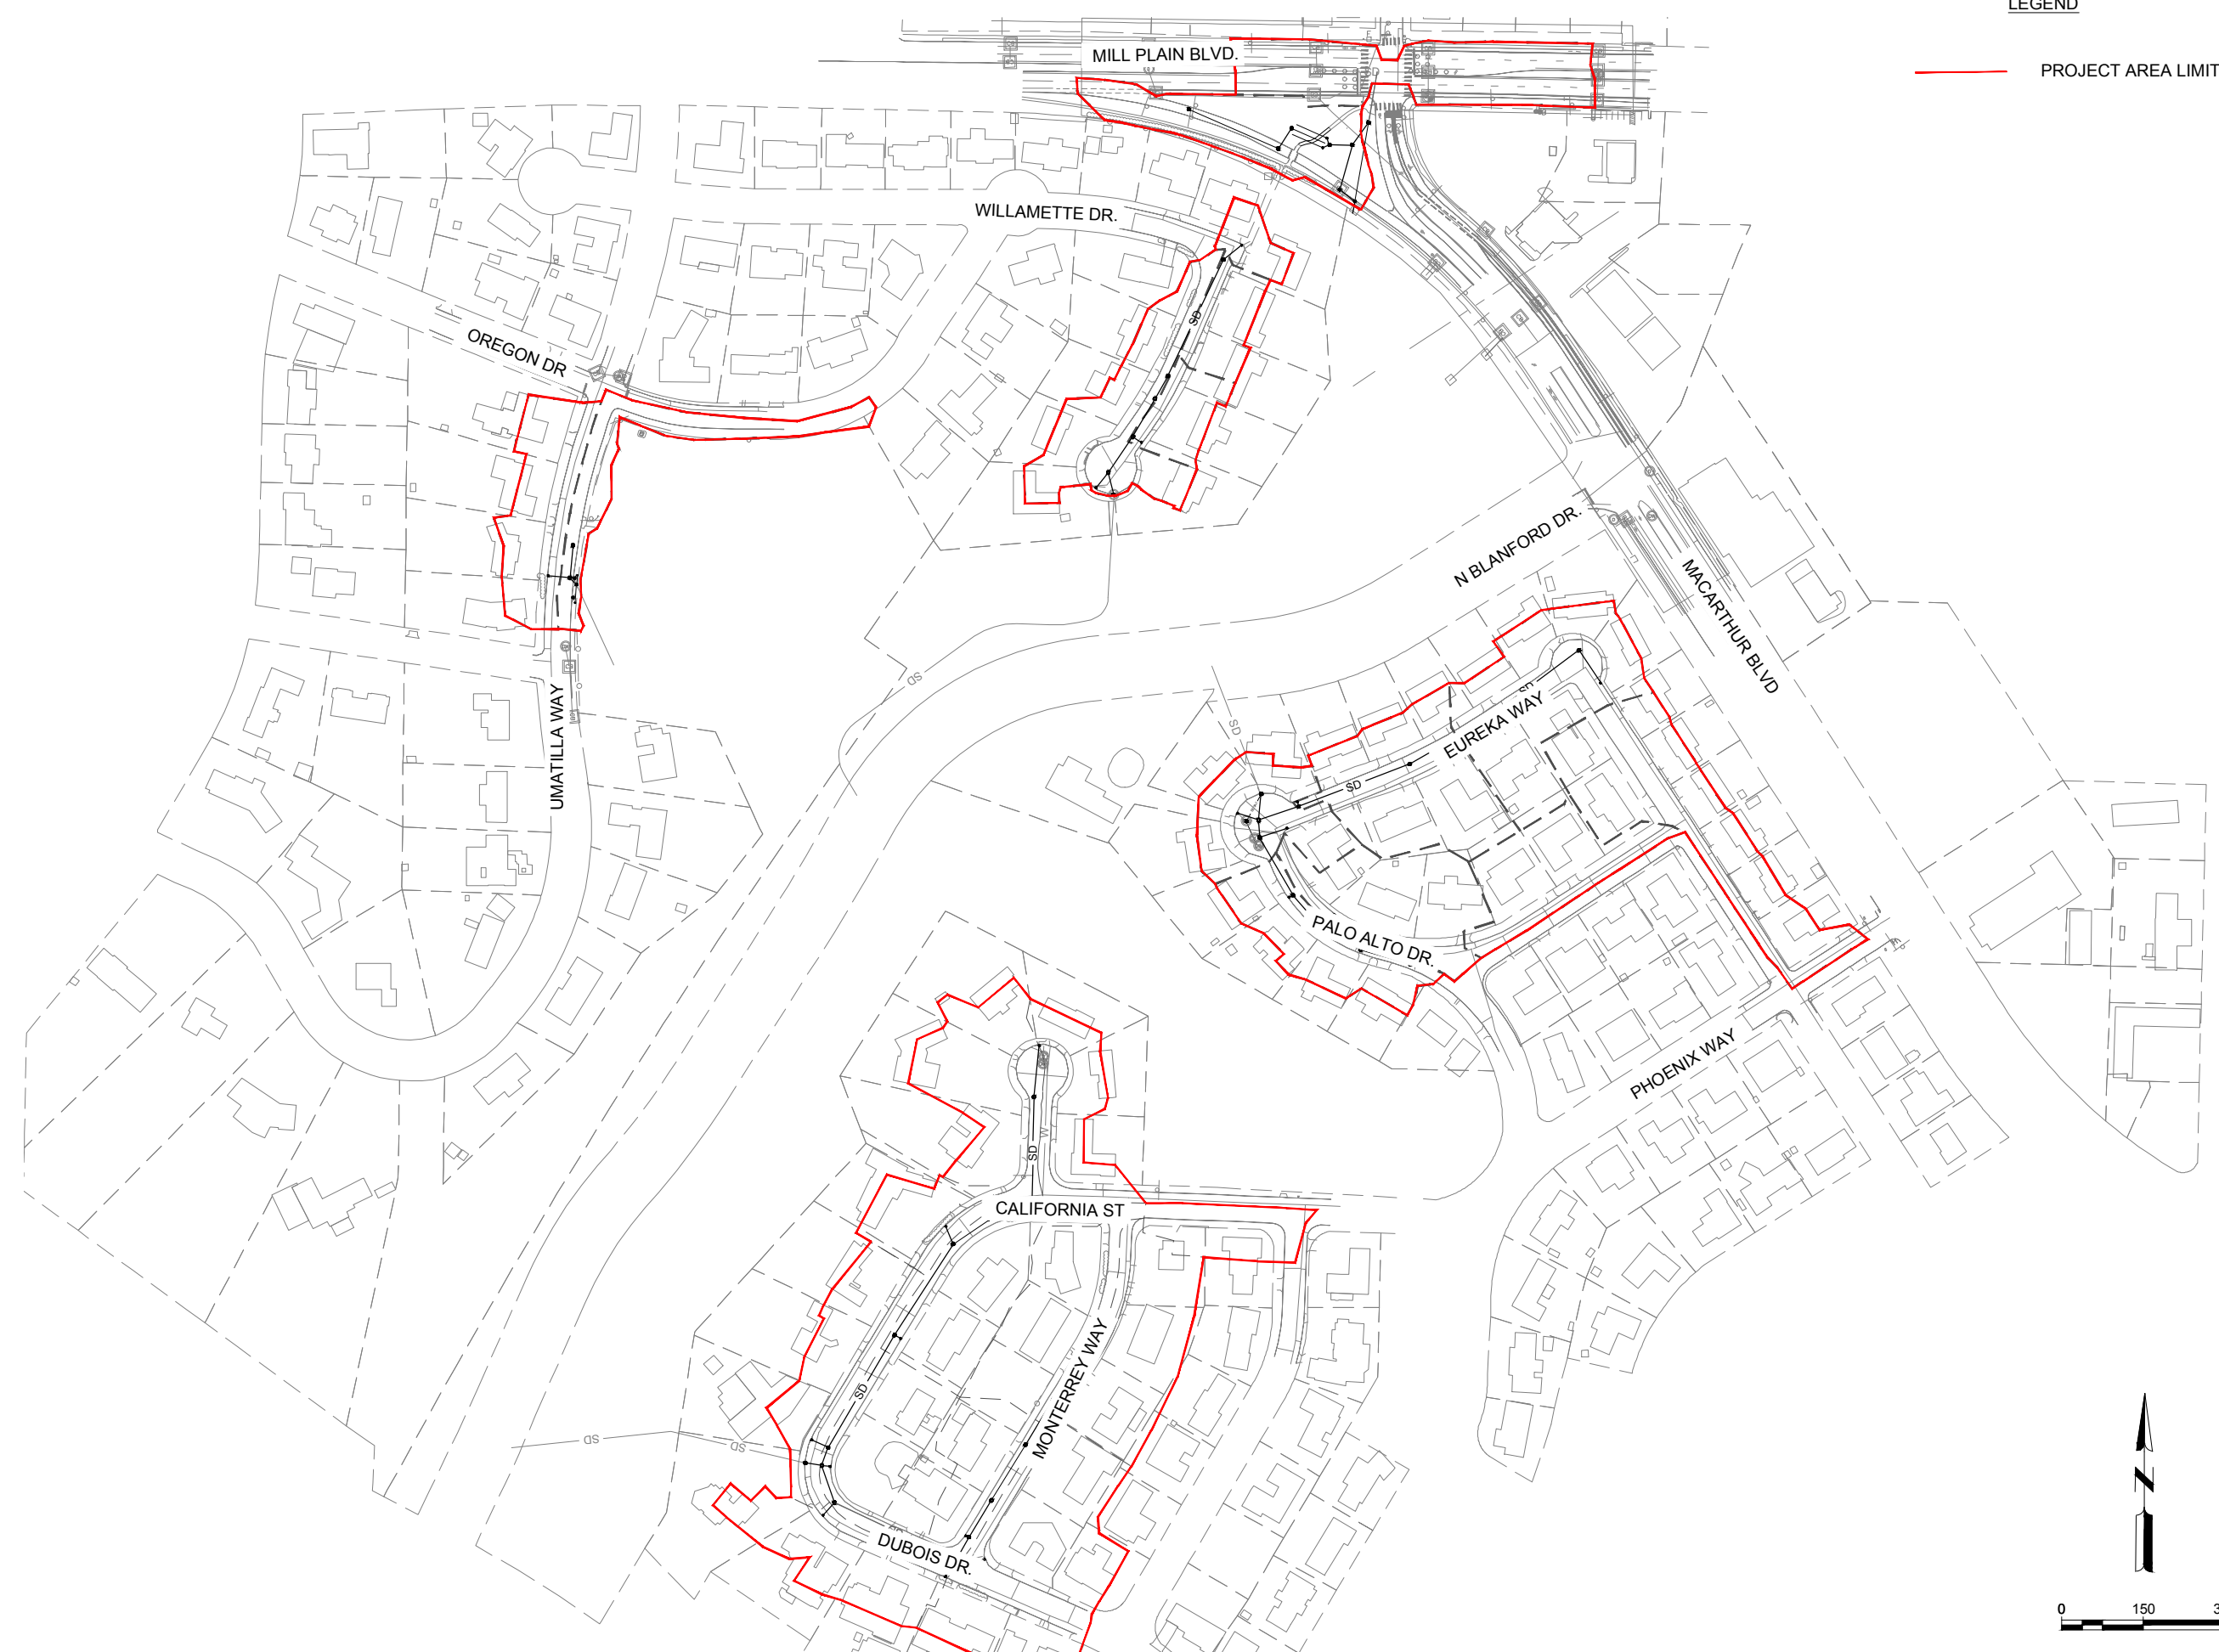 LEGEND
PROJECT AREA LIMIT
MILL PLAIN BLVD.
WILLAMETTE DR.
SD
OREGON DR
N BLANFORD DR.
MACARTHUR BLVD
SD
UMATILLA WAY
SD
SD
EUREKA WAY
SD
PALO ALTO DR.
PHOENIX WAY
W
SD
CALIFORNIA ST
MONTERREY WAY
SD
SD
SD
DUBOIS DR.
N
0 150 3